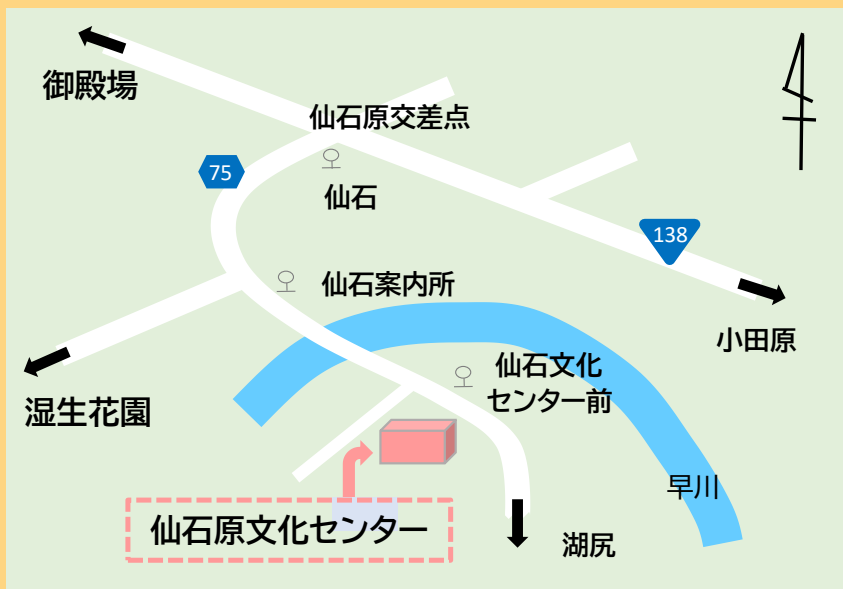 御殿場
仙石原交差点
75
仙石
138
仙石案内所
小田原
仙石文化
センター前
湿生花園
早川
仙石原文化センター
湖尻